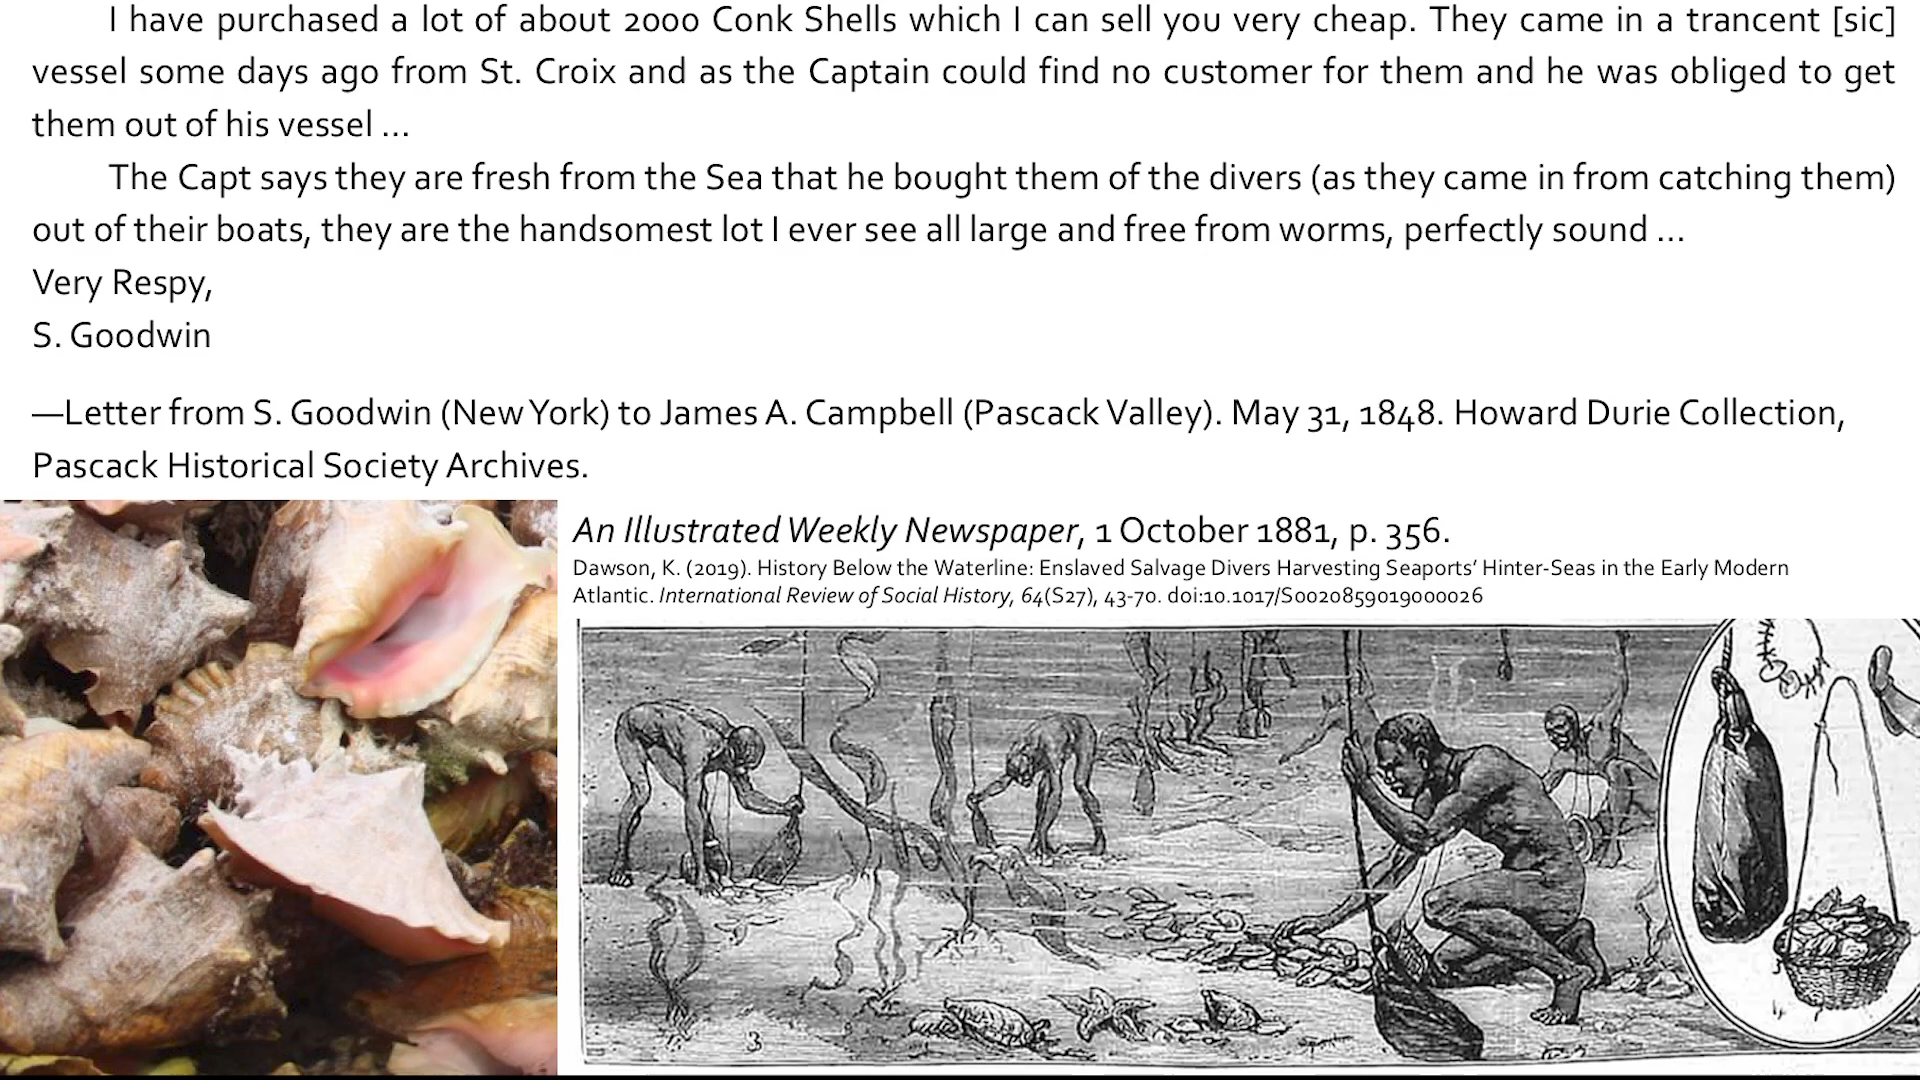 I have purchased a lot of about 2000 Conk Shells which I can sell you very cheap. They came in a trancent [sic]
vessel some days ago from St. Croix and as the Captain could find no customer for them and he was obliged to get
them out of his vessel ...
The Capt says they are fresh from the Sea that he bought them of the divers (as they came in from catching them)
out of their boats, they are the handsomest lot I ever see all large and free from worms, perfectly sound ...
Very Respy,
S. Goodwin
—Letter from S. Goodwin (New York) to James A. Campbell (Pascack Valley). May 31, 1848. Howard Durie Collection,
Pascack Historical Society Archives.
An Illustrated Weekly Newspaper, 1 October 1881, p. 356.
Dawson, K. (2019). History Below the Waterline: Enslaved Salvage Divers Harvesting Seaports’ Hinter-Seas in the Early Modern
Atlantic. International Review of Social History, 64(S27), 43-70. doi:10.1017/S0020859019000026
3